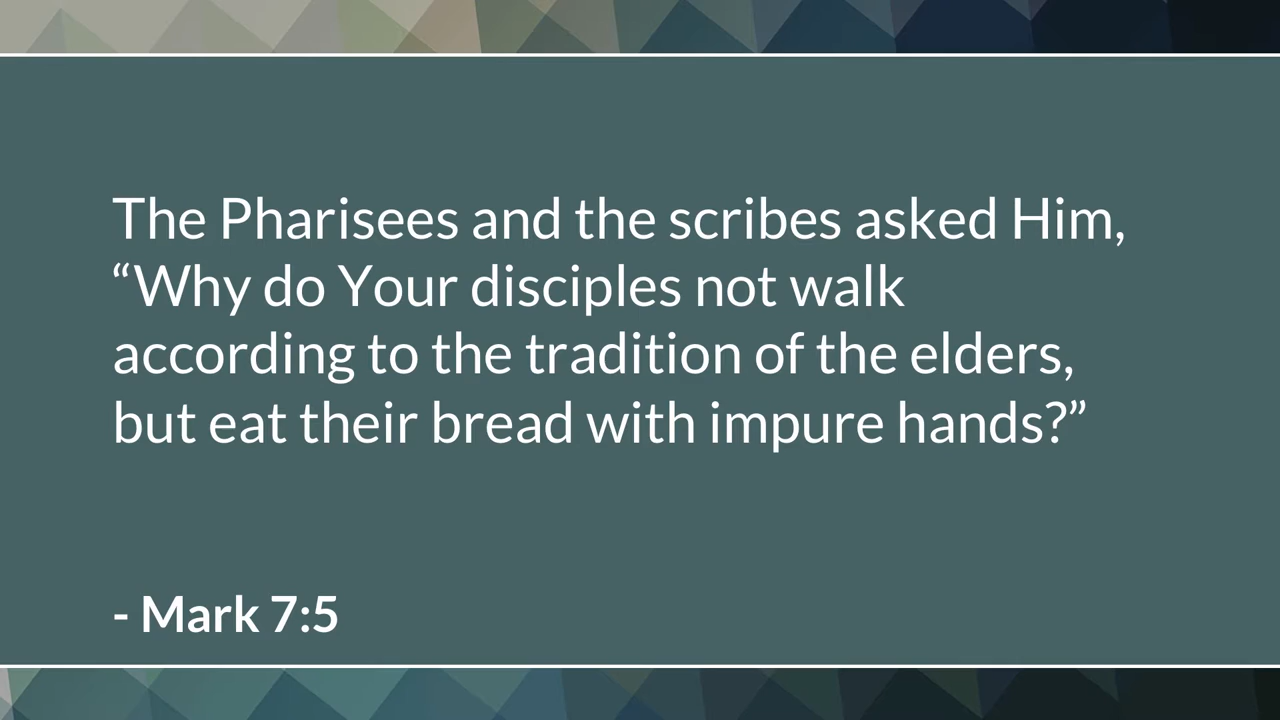 The Pharisees and the scribes asked Him,
“Why do Your disciples not walk
according to the tradition of the elders,
but eat their bread with impure hands?”
- Mark 7:5